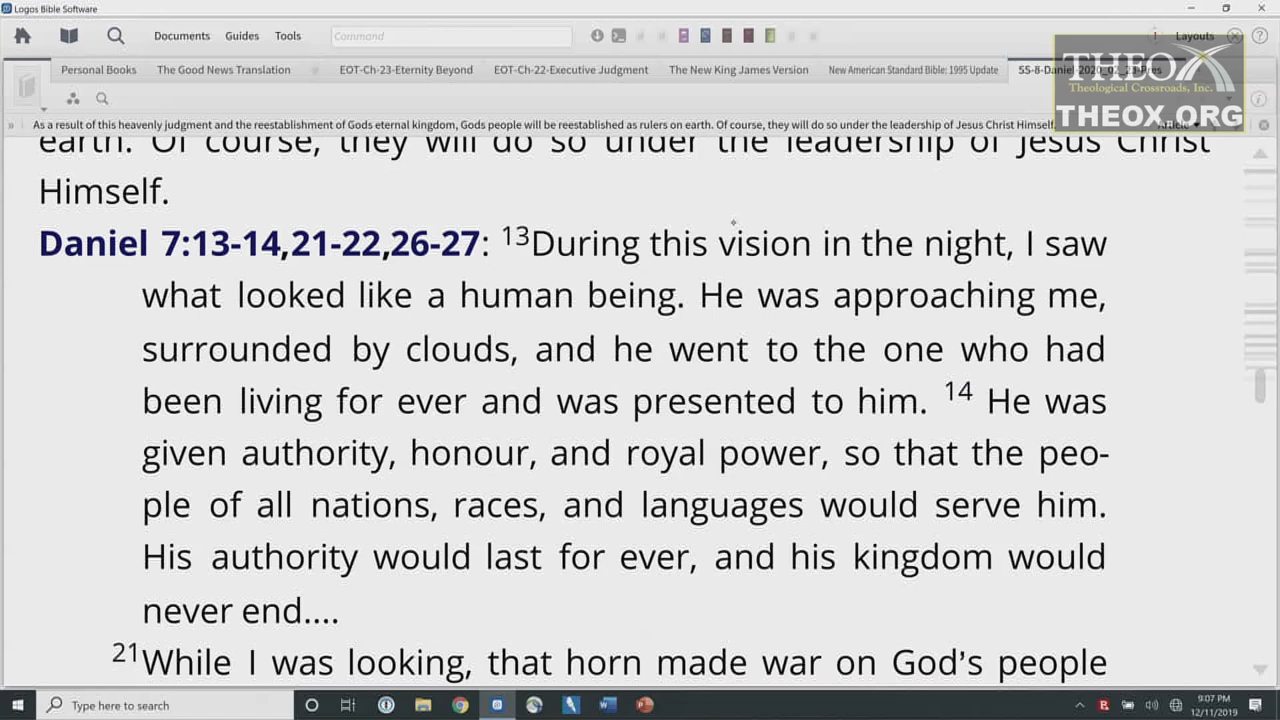 Logos Bible Software
Documents Guides Tools Command Layouts
Personal Books The Good News Translation EOT-Ch-22-Executive Judgment The New King James Version New American Standard Bible: 1995 Update
THEOX
Theological Crossroads, Inc.
THEOX.ORG
As a result of this heavenly judgment and the reestablishment of Gods eternal kingdom, Gods people will be reestablished as rulers on earth. Of course, they will do so under the leadership of Jesus Christ Himself.
earth. Of course, they will do so under the leadership of Jesus Christ
Himself.
Daniel 7:13-14,21-22,26-27: 13During this vision in the night, I saw
what looked like a human being. He was approaching me,
surrounded by clouds, and he went to the one who had
been living for ever and was presented to him. 14 He was
given authority, honour, and royal power, so that the peo-
ple of all nations, races, and languages would serve him.
His authority would last for ever, and his kingdom would
never end....
21While I was looking, that horn made war on God's people
Type here to search
9:07 PM
12/11/2019